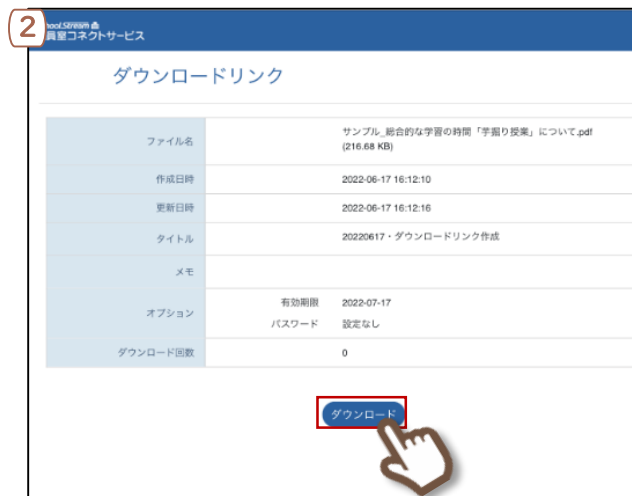 2
hool.Stream
員室コネクトサービス
ダウンロードリンク
ファイル名
サンプル_総合的な学習の時間「芋掘り授業」について.pdf
(216.68 KB)
作成日時
2022-06-17 16:12:10
更新日時
2022-06-17 16:12:16
タイトル
20220617・ダウンロードリンク作成
メモ
オプション
有効期限
2022-07-17
パスワード
設定なし
ダウンロード回数
0
ダウンロード